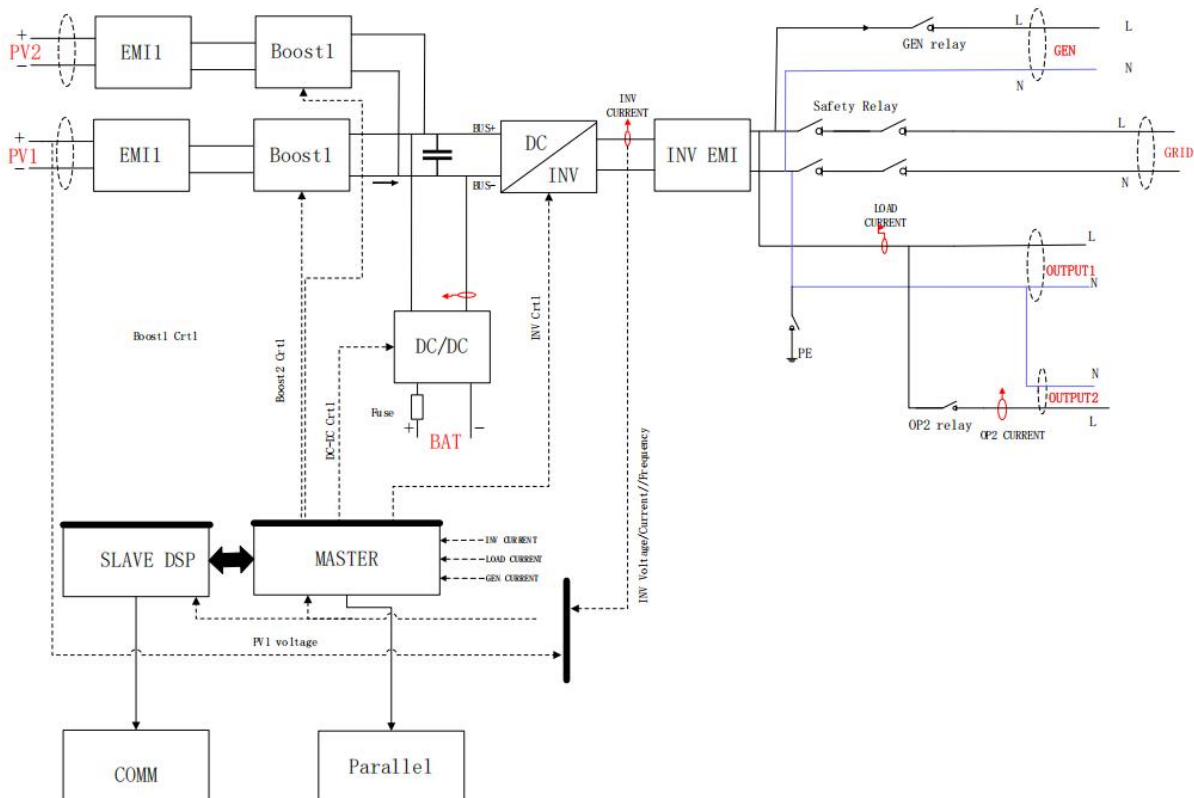 +
PV2
−
EMI1
Boost1
GEN relay
L
L
GEN
N
N
+
PV1
−
EMI1
Boost1
BUS+
BUS−
DC
INV
INV
CURRENT
INV EMI
Safety Relay
L
GRID
N
LOAD
CURRENT
L
OUTPUT1
N
PE
N
OUTPUT2
L
OP2 relay
OP2 CURRENT
Boost1 Crt1
Boost2 Crt1
DC-DC Crt1
INV Crt1
INV Voltage/Current//Frequency
DC/DC
Fuse
+
−
BAT
SLAVE DSP
MASTER
INV CURRENT
LOAD CURRENT
GEN CURRENT
PV1 voltage
COMM
Parallel